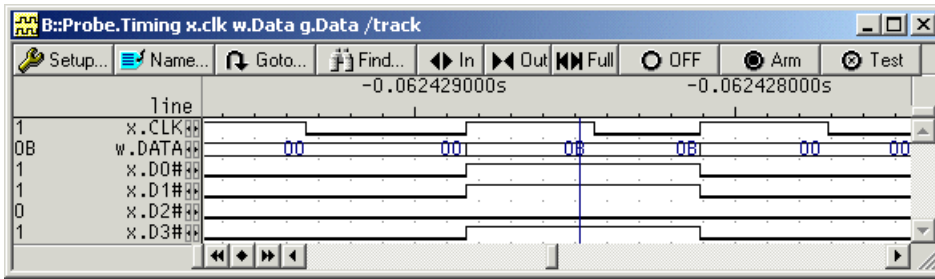 B::Probe.Timing x.clk w.Data g.Data /track
Setup... Name... Goto... Find... In Out Full OFF Arm Test
-0.062429000s -0.062428000s
line
1 x.CLK
0B w.DATA 00 00 0B 0B 00 00
1 x.D0#
1 x.D1#
0 x.D2#
1 x.D3#